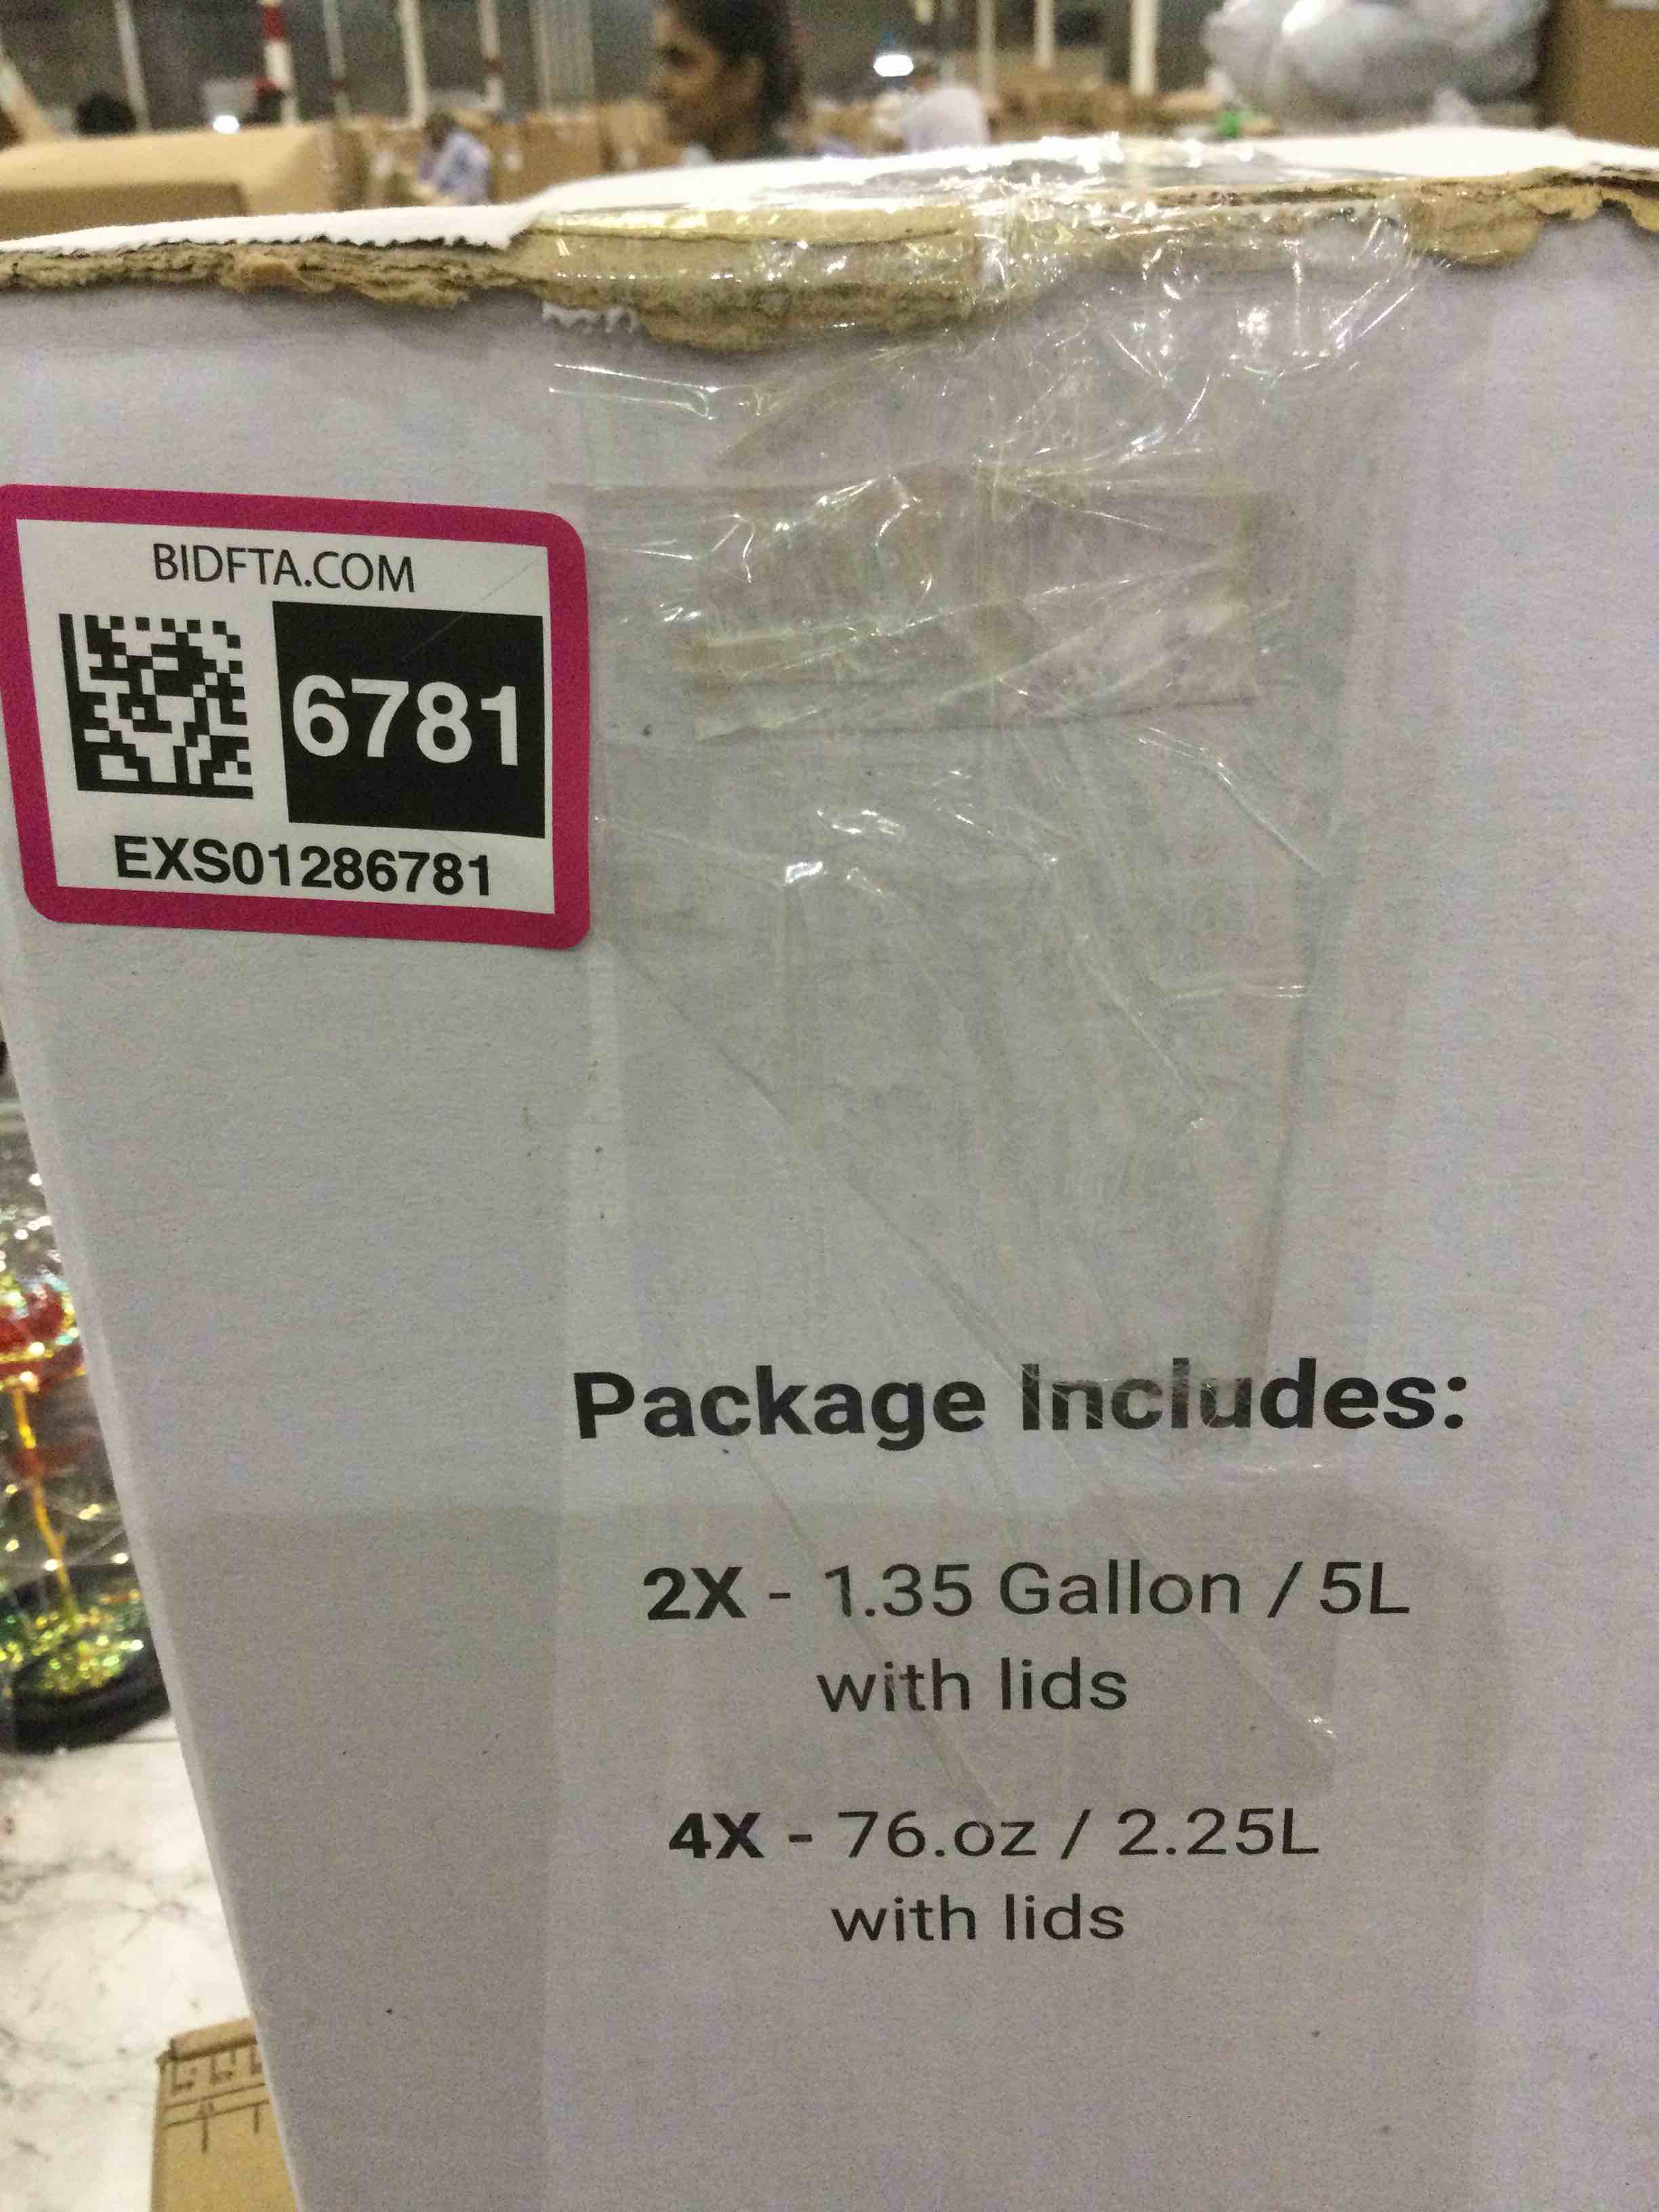 BIDFTA.COM
6781
EXS01286781
Package Includes:
2X - 1.35 Gallon / 5L
with lids
4X - 76.oz / 2.25L
with lids